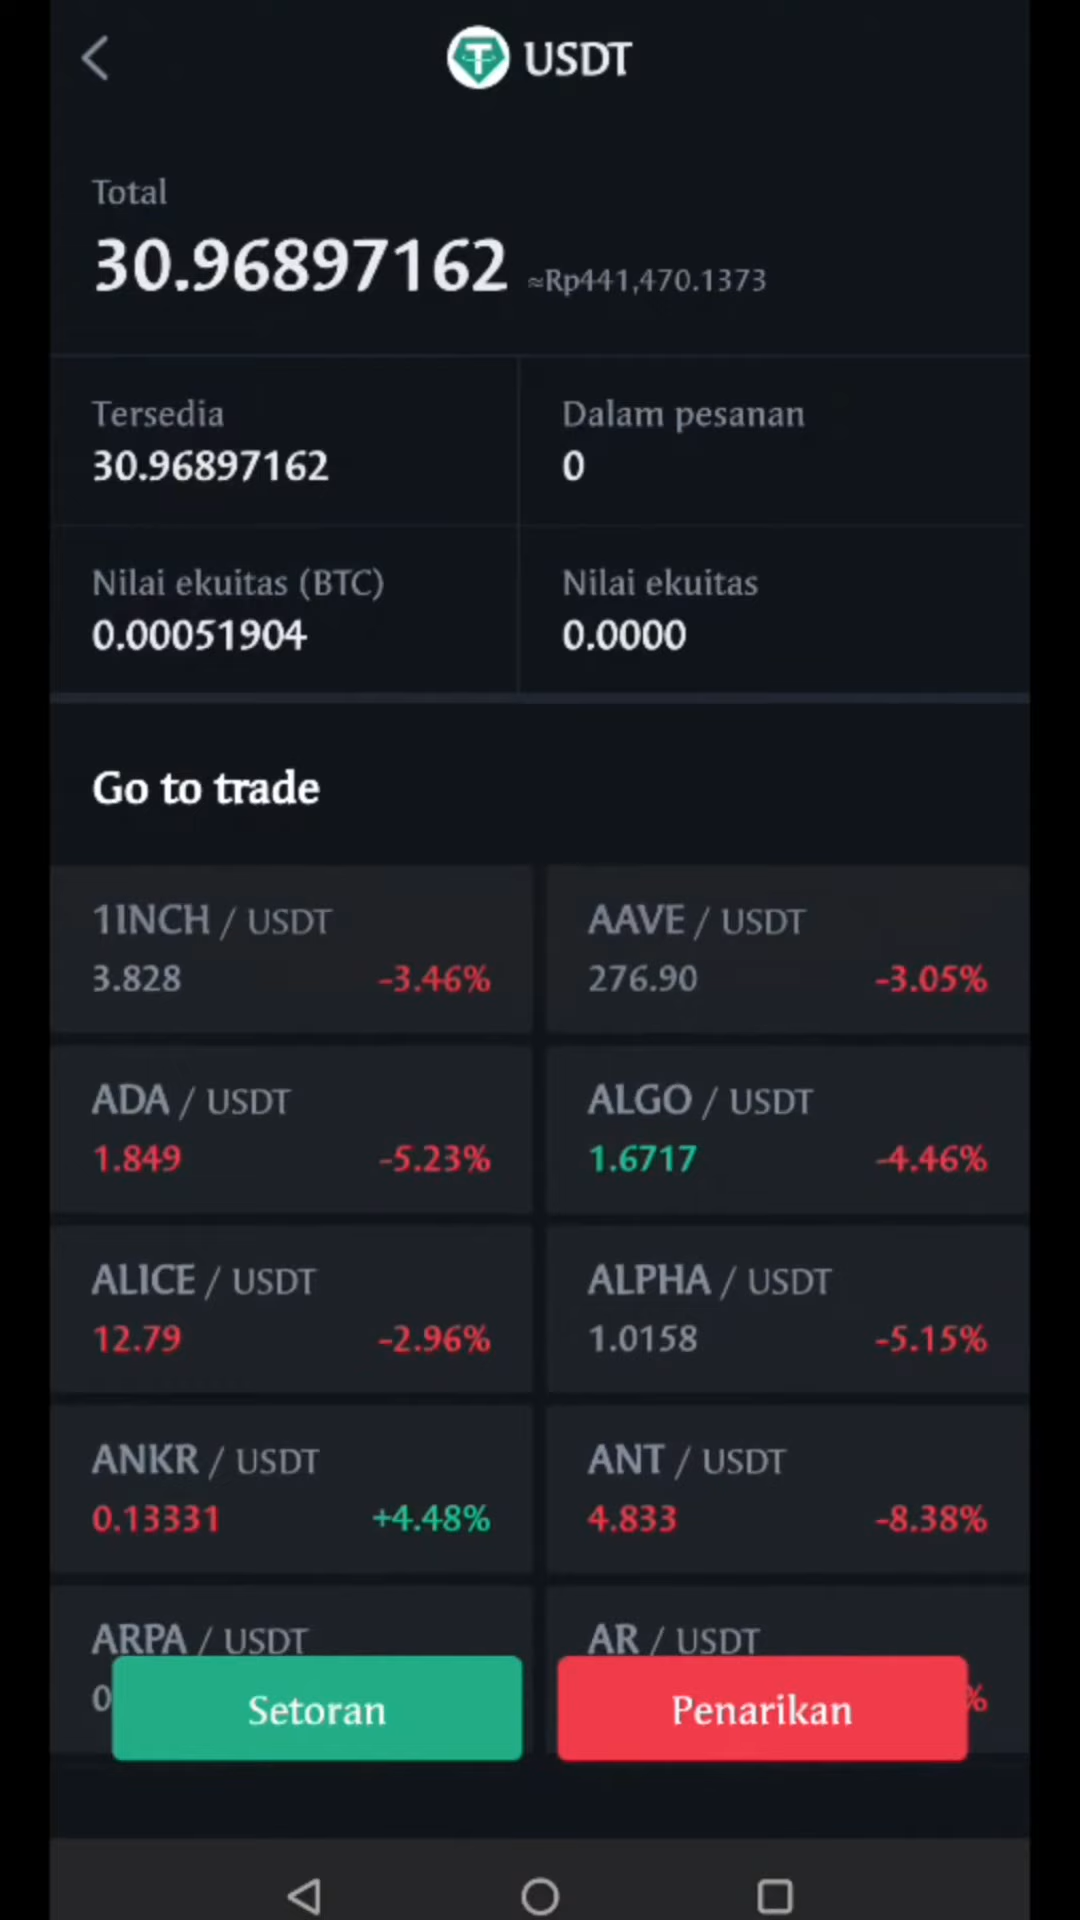 USDT
Total
30.96897162 ≈Rp441,470.1373
Tersedia
30.96897162
Dalam pesanan
0
Nilai ekuitas (BTC)
0.00051904
Nilai ekuitas
0.0000
Go to trade
1INCH / USDT
3.828 -3.46%
AAVE / USDT
276.90 -3.05%
ADA / USDT
1.849 -5.23%
ALGO / USDT
1.6717 -4.46%
ALICE / USDT
12.79 -2.96%
ALPHA / USDT
1.0158 -5.15%
ANKR / USDT
0.13331 +4.48%
ANT / USDT
4.833 -8.38%
ARPA / USDT
0
AR / USDT
%
Setoran
Penarikan